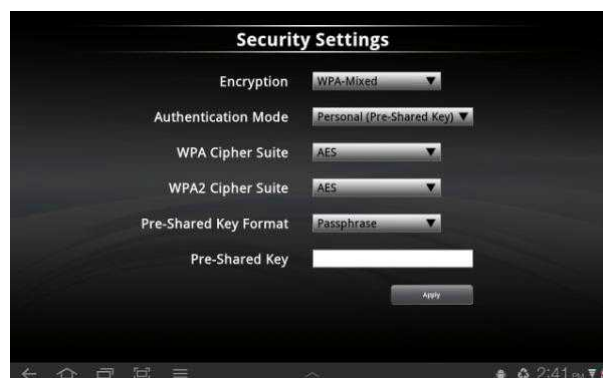 Security Settings
Encryption WPA-Mixed
Authentication Mode Personal (Pre-Shared Key)
WPA Cipher Suite AES
WPA2 Cipher Suite AES
Pre-Shared Key Format Passphrase
Pre-Shared Key
Apply
2:41 PM